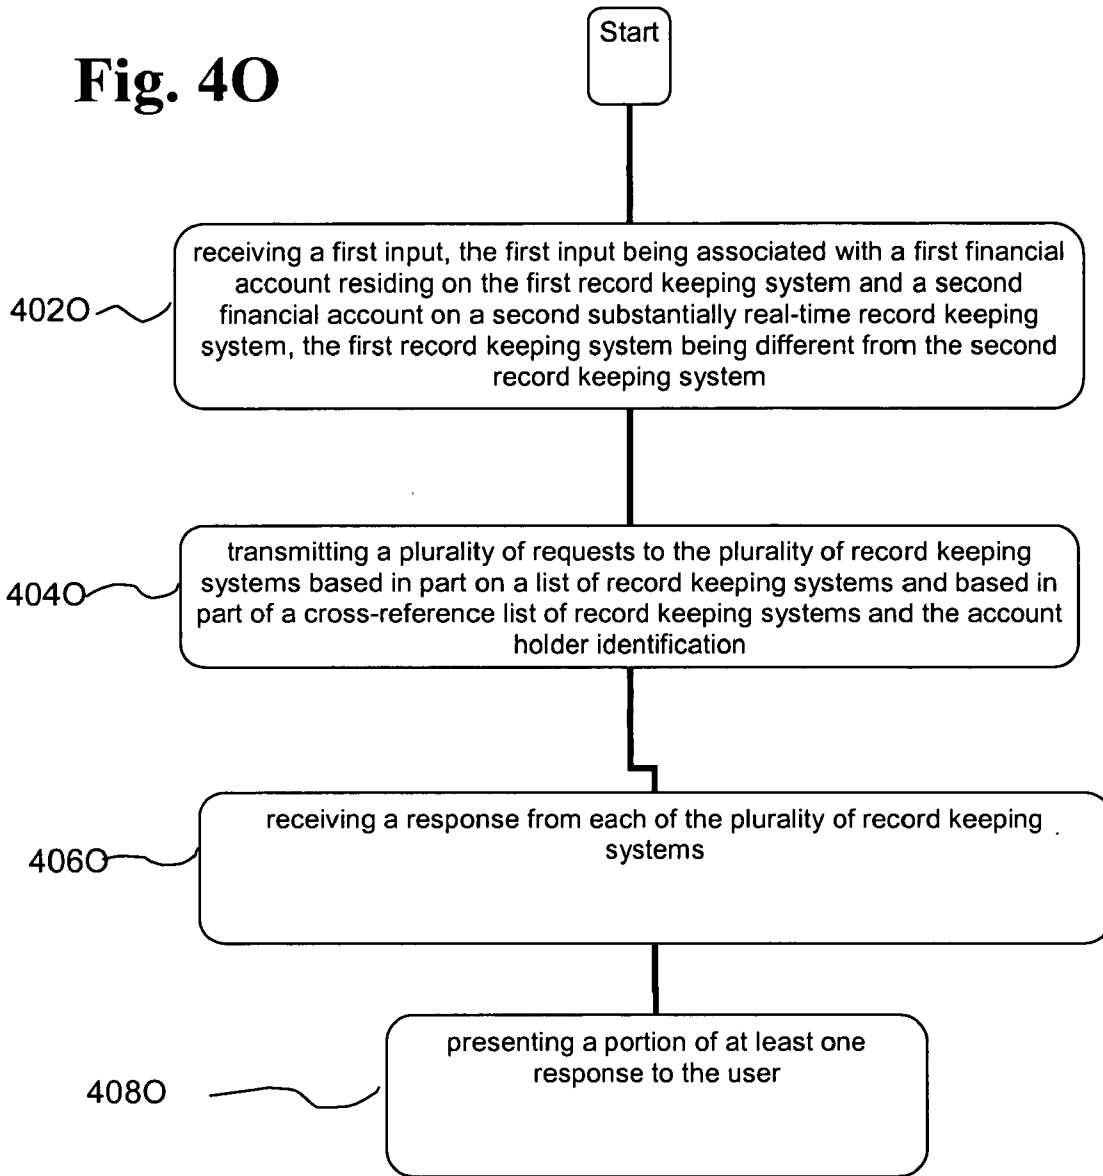 Fig. 4O
Start
receiving a first input, the first input being associated with a first financial
account residing on the first record keeping system and a second
financial account on a second substantially real-time record keeping
system, the first record keeping system being different from the second
record keeping system
402O
transmitting a plurality of requests to the plurality of record keeping
systems based in part on a list of record keeping systems and based in
part of a cross-reference list of record keeping systems and the account
holder identification
404O
receiving a response from each of the plurality of record keeping
systems
406O
presenting a portion of at least one
response to the user
408O